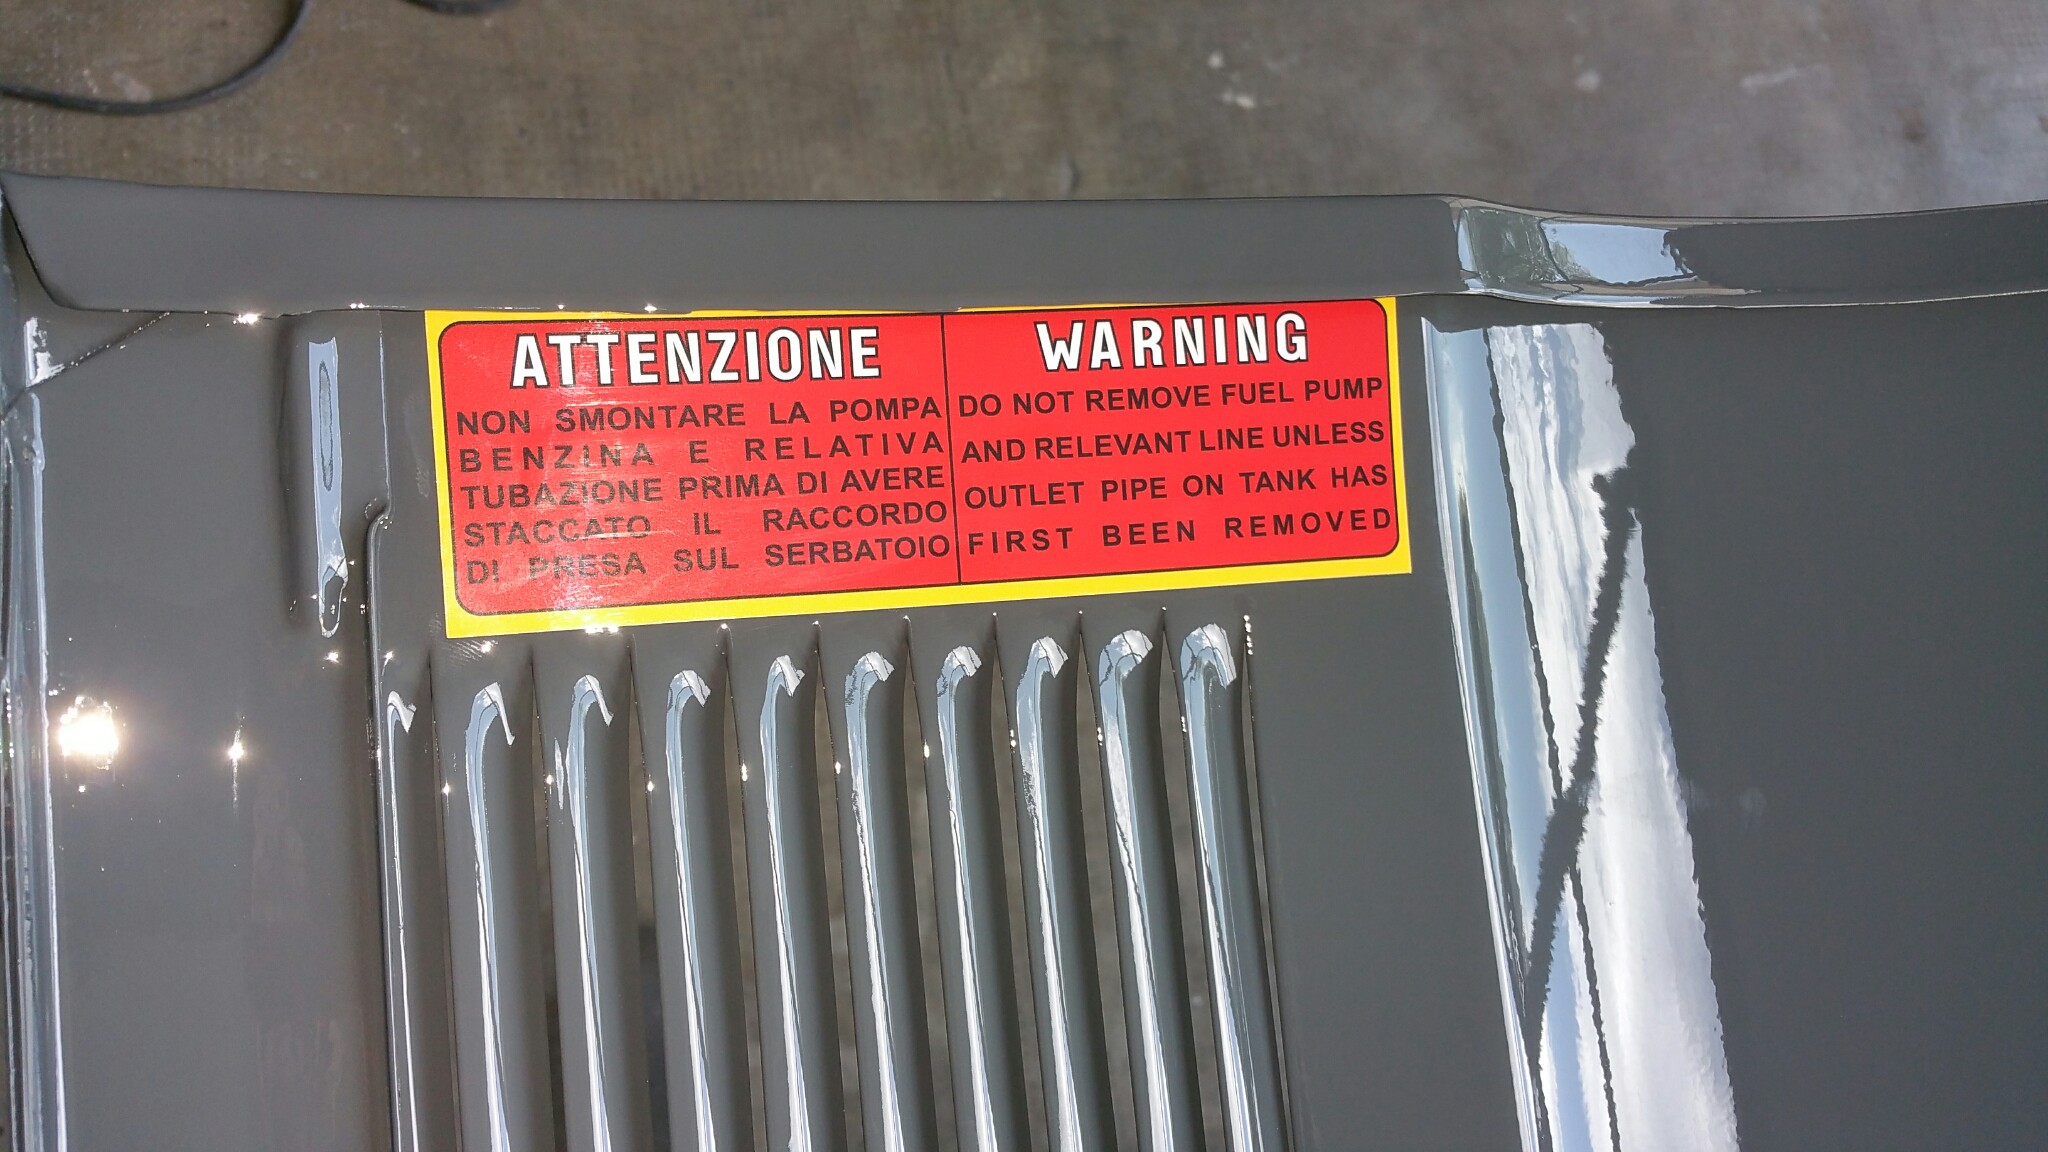 ATTENZIONE
NON SMONTARE LA POMPA
BENZINA E RELATIVA
TUBAZIONE PRIMA DI AVERE
STACCATO IL RACCORDO
DI PRESA SUL SERBATOIO
WARNING
DO NOT REMOVE FUEL PUMP
AND RELEVANT LINE UNLESS
OUTLET PIPE ON TANK HAS
FIRST BEEN REMOVED